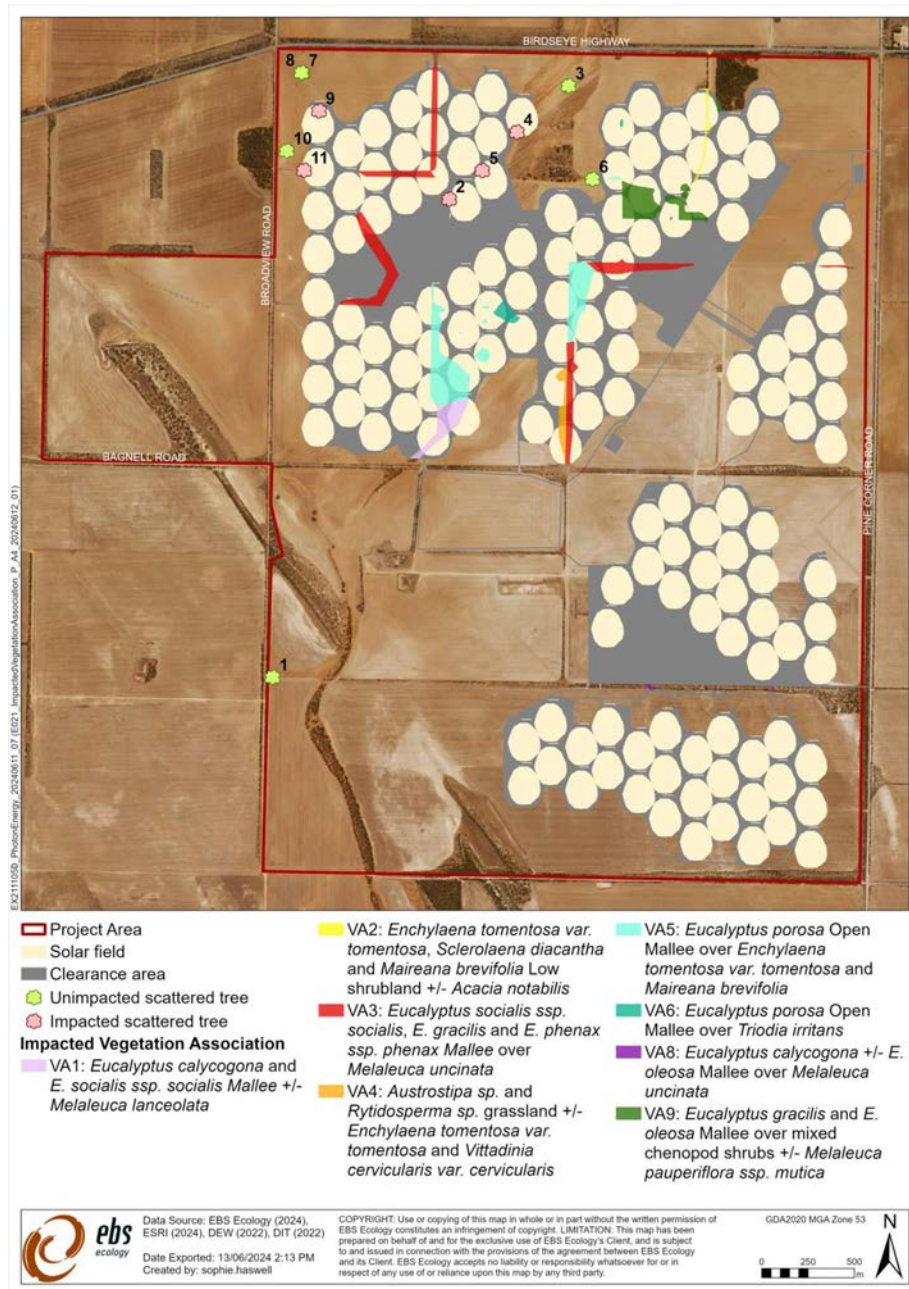 BIRDSEYE HIGHWAY
8 7
3
9
4
10
11
5
6
2
BROADVIEW ROAD
BAGNELL ROAD
PINE CORNER ROAD
1
EX211105D_PhotonEnergy_20240611_07 (E021_ImpactedVegetationAssociation_P_A4_20240612_01)
Project Area
Solar field
Clearance area
Unimpacted scattered tree
Impacted scattered tree
Impacted Vegetation Association
VA1: Eucalyptus calycogona and
E. socialis ssp. socialis Mallee +/-
Melaleuca lanceolata
VA2: Enchylaena tomentosa var.
tomentosa, Sclerolaena diacantha
and Maireana brevifolia Low
shrubland +/- Acacia notabilis
VA3: Eucalyptus socialis ssp.
socialis, E. gracilis and E. phenax
ssp. phenax Mallee over
Melaleuca uncinata
VA4: Austrostipa sp. and
Rytidosperma sp. grassland +/-
Enchylaena tomentosa var.
tomentosa and Vittadinia
cervicularis var. cervicularis
VA5: Eucalyptus porosa Open
Mallee over Enchylaena
tomentosa var. tomentosa and
Maireana brevifolia
VA6: Eucalyptus porosa Open
Mallee over Triodia irritans
VA8: Eucalyptus calycogona +/- E.
oleosa Mallee over Melaleuca
uncinata
VA9: Eucalyptus gracilis and E.
oleosa Mallee over mixed
chenopod shrubs +/- Melaleuca
pauperiflora ssp. mutica
ebs
ecology
Data Source: EBS Ecology (2024),
ESRI (2024), DEW (2022), DIT (2022)
Date Exported: 13/06/2024 2:13 PM
Created by: sophie.haswell
COPYRIGHT: Use or copying of this map in whole or in part without the written permission of
EBS Ecology constitutes an infringement of copyright. LIMITATION: This map has been
prepared on behalf of and for the exclusive use of EBS Ecology's Client, and is subject
to and issued in connection with the provisions of the agreement between EBS Ecology
and its Client. EBS Ecology accepts no liability or responsibility whatsoever for or in
respect of any use of or reliance upon this map by any third party.
GDA2020 MGA Zone 53
N
0 250 500
m